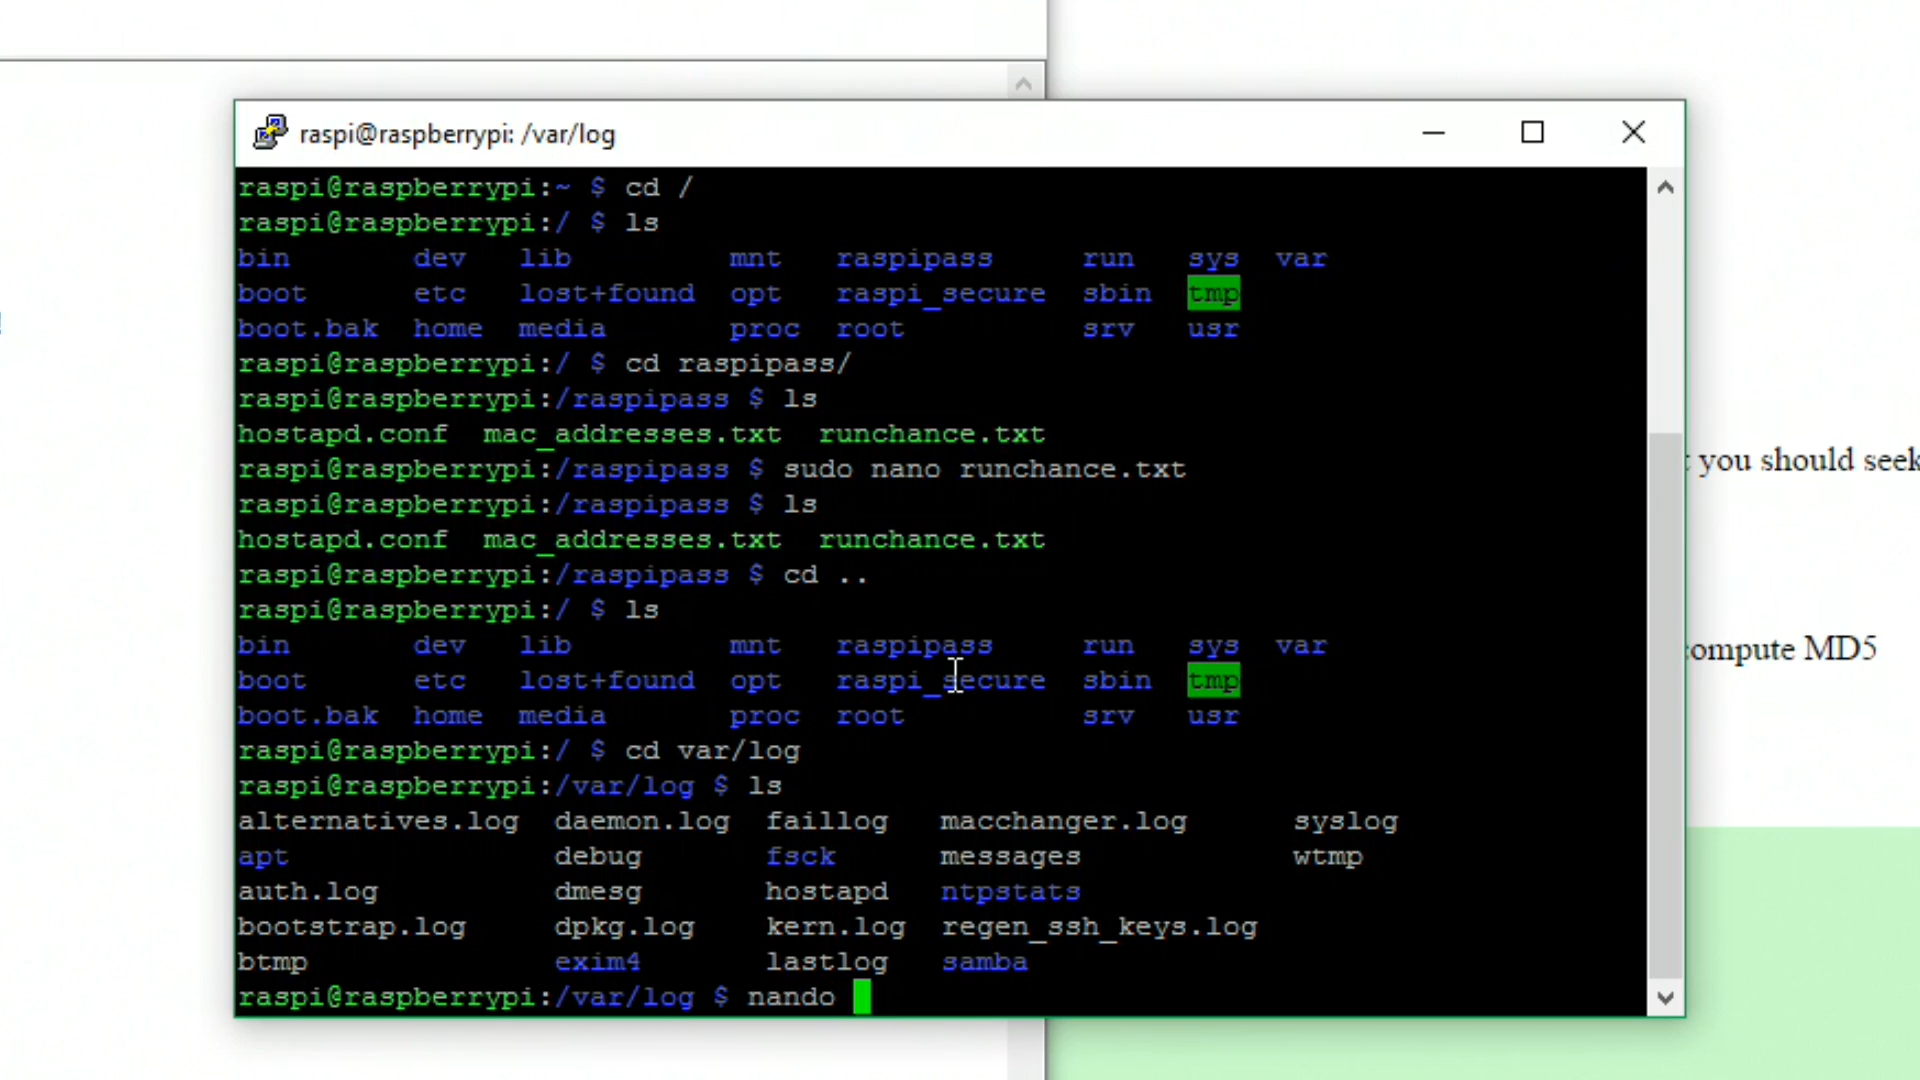 raspi@raspberrypi: /var/log
raspi@raspberrypi:~ $ cd /
raspi@raspberrypi:/ $ ls
bin dev lib mnt raspipass run sys var
boot etc lost+found opt raspi_secure sbin tmp
boot.bak home media proc root srv usr
raspi@raspberrypi:/ $ cd raspipass/
raspi@raspberrypi:/raspipass $ ls
hostapd.conf mac_addresses.txt runchance.txt
raspi@raspberrypi:/raspipass $ sudo nano runchance.txt
raspi@raspberrypi:/raspipass $ ls
hostapd.conf mac_addresses.txt runchance.txt
raspi@raspberrypi:/raspipass $ cd ..
raspi@raspberrypi:/ $ ls
bin dev lib mnt raspipass run sys var
boot etc lost+found opt raspi_secure sbin tmp
boot.bak home media proc root srv usr
raspi@raspberrypi:/ $ cd var/log
raspi@raspberrypi:/var/log $ ls
alternatives.log daemon.log faillog macchanger.log syslog
apt debug fsck messages wtmp
auth.log dmesg hostapd ntpstats
bootstrap.log dpkg.log kern.log regen_ssh_keys.log
btmp exim4 lastlog samba
raspi@raspberrypi:/var/log $ nando
you should seek
compute MD5